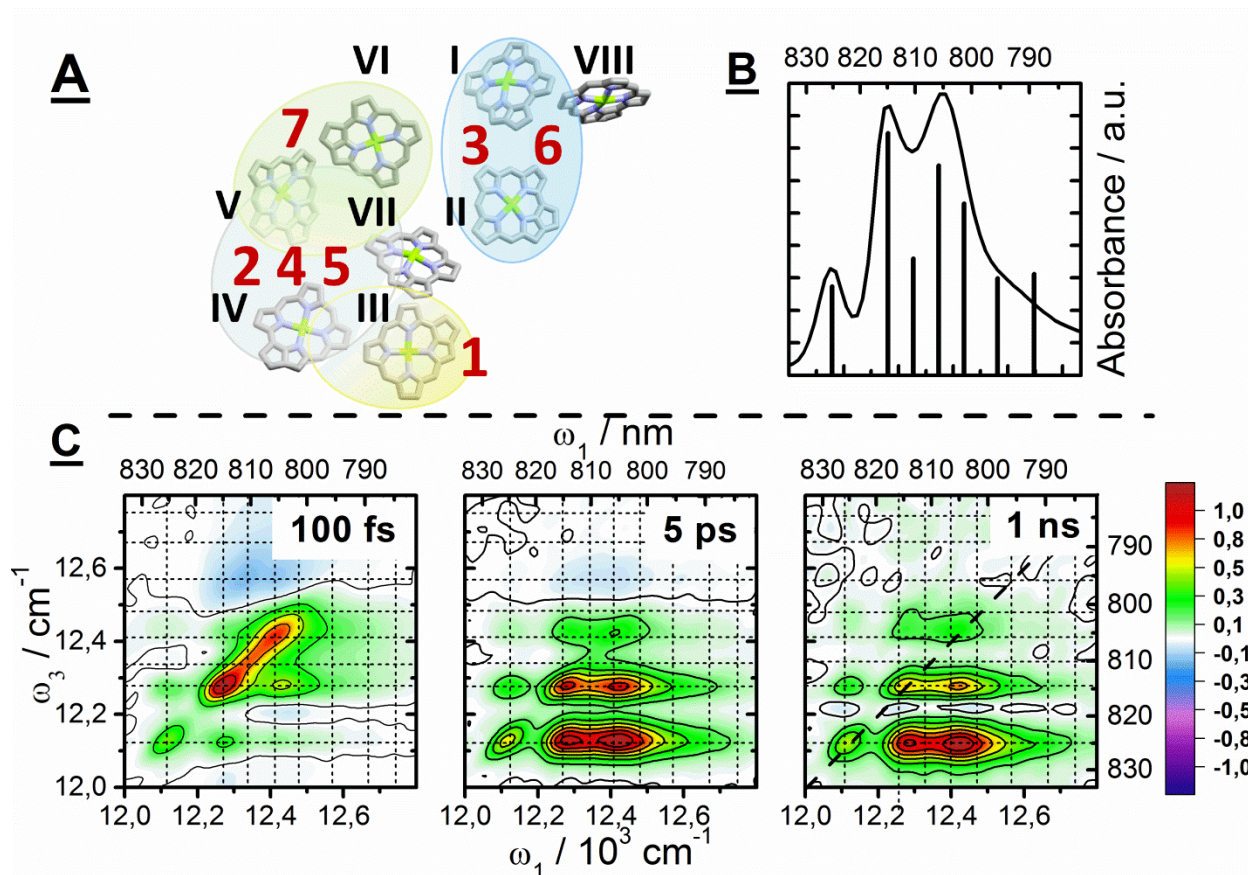 A
VI
I
VIII
7
3
6
V
VII
II
2
4
5
IV
III
1
B
830 820 810 800 790
Absorbance / a.u.
C
ω1 / nm
830 820 810 800 790
830 820 810 800 790
830 820 810 800 790
100 fs
5 ps
1 ns
ω3 / cm-1
12,6
12,4
12,2
12,0
790
800
810
820
830
1,0
0,8
0,5
0,3
0,1
-0,1
-0,3
-0,5
-0,8
-1,0
12,0 12,2 12,4 12,6
12,0 12,2 12,4 12,6
12,0 12,2 12,4 12,6
ω1 / 10³ cm-1